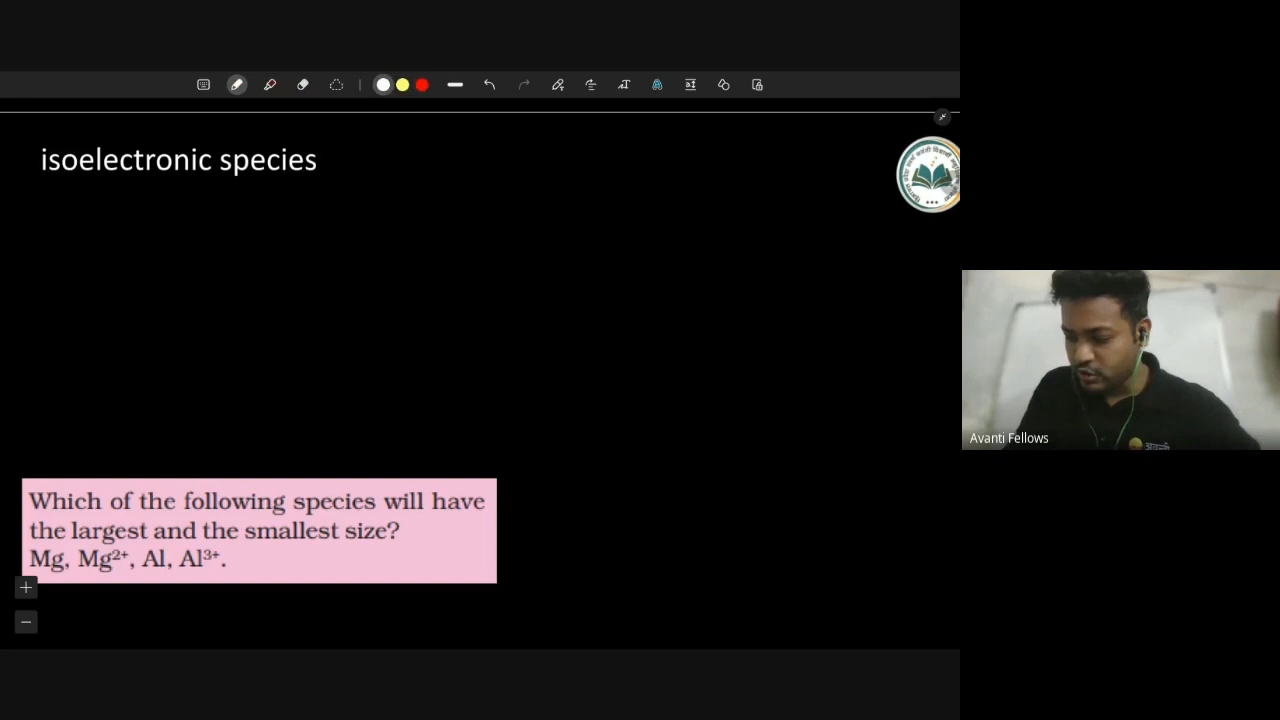 isoelectronic species
Which of the following species will have
the largest and the smallest size?
Mg, Mg²⁺, Al, Al³⁺.
Avanti Fellows